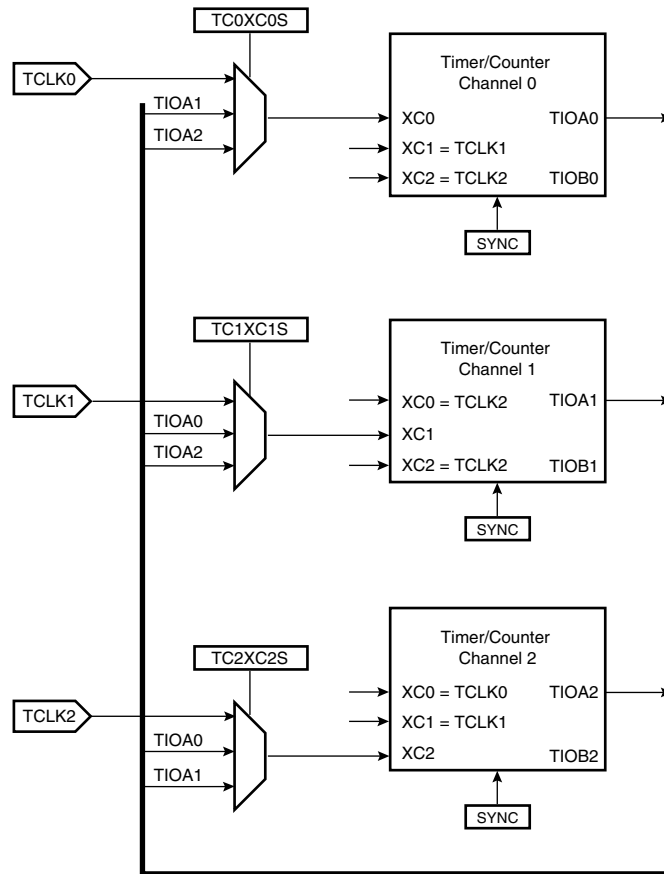 TC0XC0S
TCLK0
TIOA1
TIOA2
Timer/Counter
Channel 0
XC0
TIOA0
XC1 = TCLK1
XC2 = TCLK2
TIOB0
SYNC
TC1XC1S
TCLK1
TIOA0
TIOA2
Timer/Counter
Channel 1
XC0 = TCLK2
TIOA1
XC1
XC2 = TCLK2
TIOB1
SYNC
TC2XC2S
TCLK2
TIOA0
TIOA1
Timer/Counter
Channel 2
XC0 = TCLK0
TIOA2
XC1 = TCLK1
XC2
TIOB2
SYNC